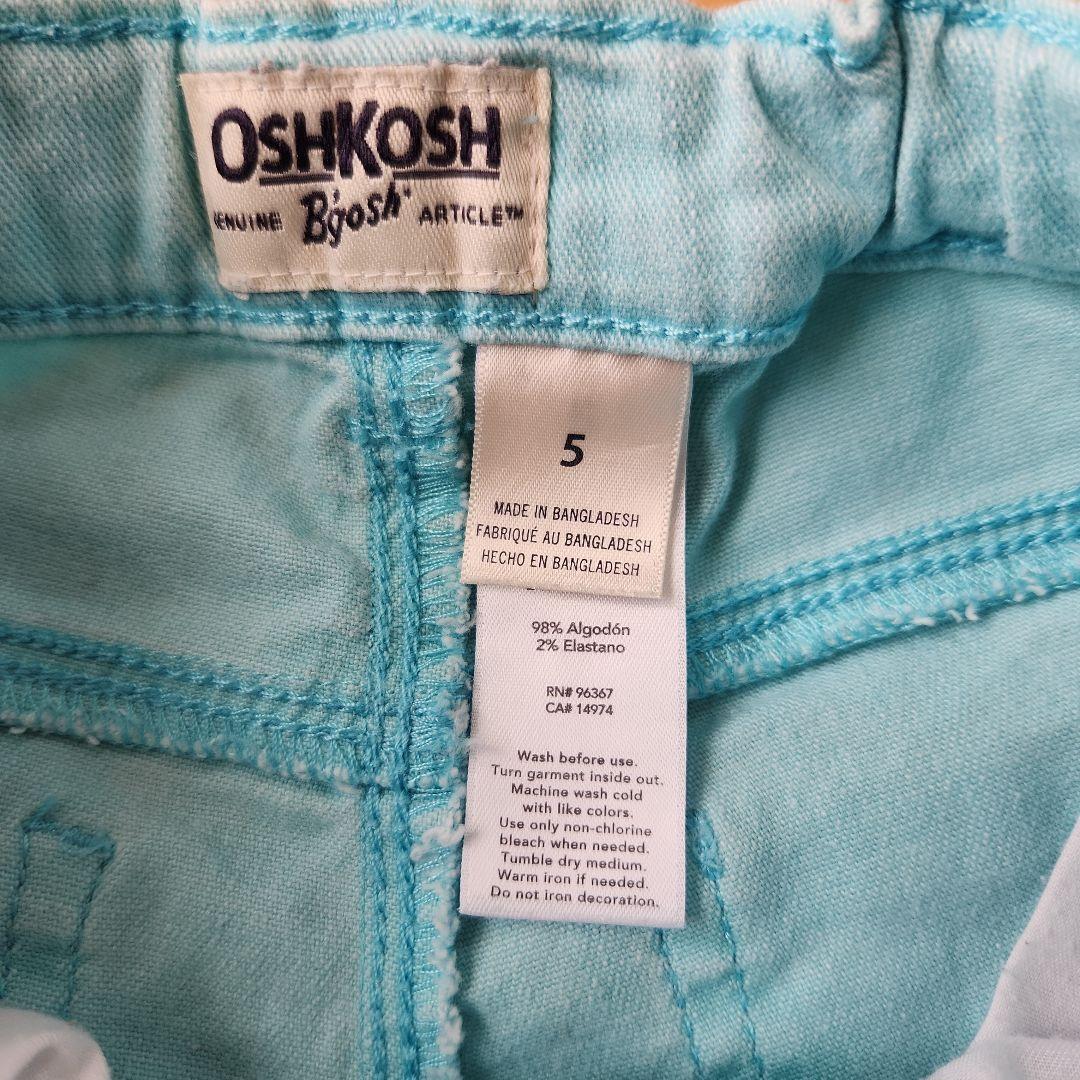 OSHKOSH
GENUINE B'gosh ARTICLE™
5
MADE IN BANGLADESH
FABRIQUÉ AU BANGLADESH
HECHO EN BANGLADESH
98% Algodón
2% Elastano
RN# 96367
CA# 14974
Wash before use.
Turn garment inside out.
Machine wash cold
with like colors.
Use only non-chlorine
bleach when needed.
Tumble dry medium.
Warm iron if needed.
Do not iron decoration.